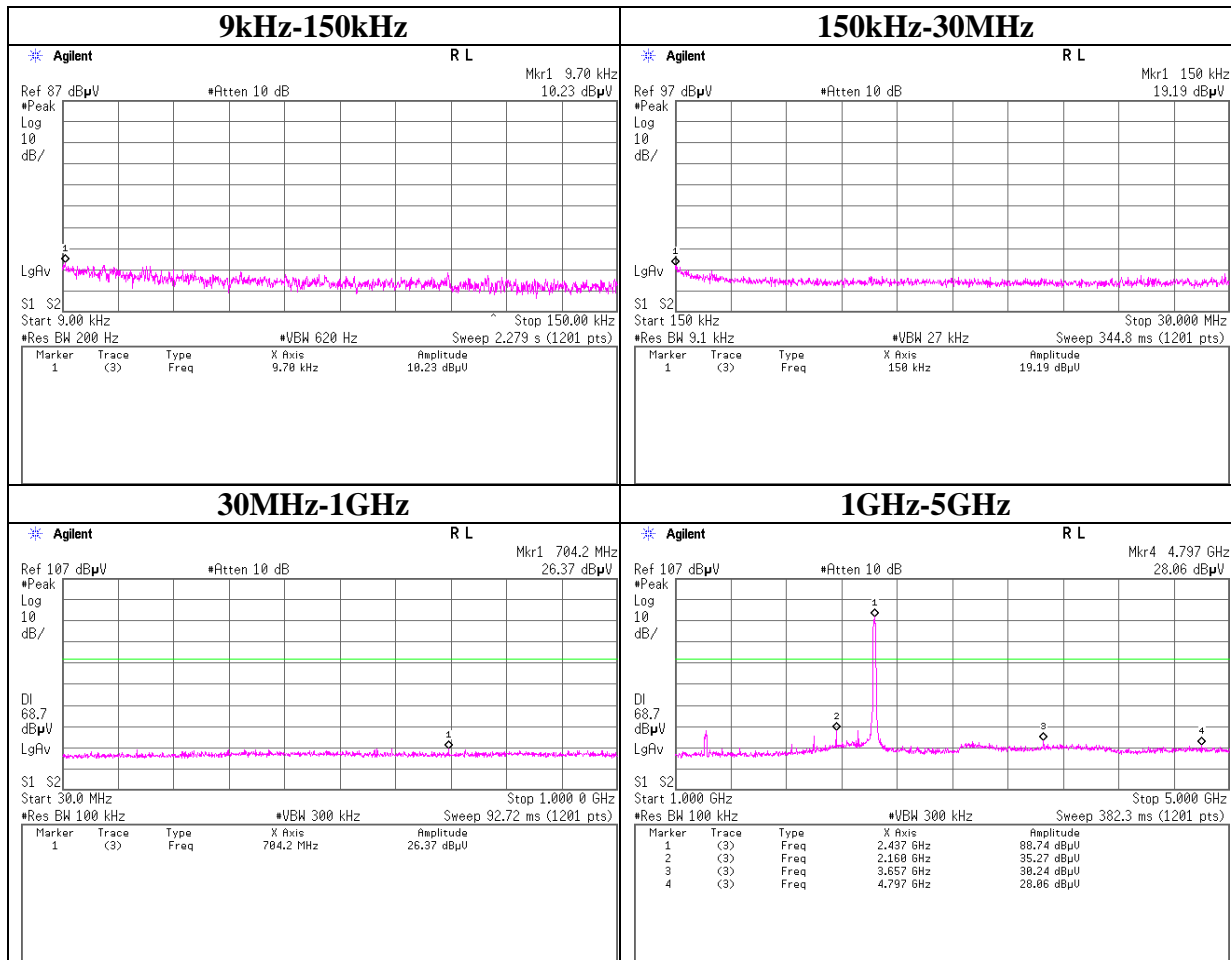 9kHz-150kHz
Agilent R L
Mkr1 9.70 kHz
Ref 87 dBµV #Atten 10 dB 10.23 dBµV
#Peak
Log
10
dB/
1
LgAv
S1 S2
Start 9.00 kHz ^ Stop 150.00 kHz
#Res BW 200 Hz #VBW 620 Hz Sweep 2.279 s (1201 pts)
Marker Trace Type X Axis Amplitude
1 (3) Freq 9.70 kHz 10.23 dBµV
150kHz-30MHz
Agilent R L
Mkr1 150 kHz
Ref 97 dBµV #Atten 10 dB 19.19 dBµV
#Peak
Log
10
dB/
1
LgAv
S1 S2
Start 150 kHz Stop 30.000 MHz
#Res BW 9.1 kHz #VBW 27 kHz Sweep 344.8 ms (1201 pts)
Marker Trace Type X Axis Amplitude
1 (3) Freq 150 kHz 19.19 dBµV
30MHz-1GHz
Agilent R L
Mkr1 704.2 MHz
Ref 107 dBµV #Atten 10 dB 26.37 dBµV
#Peak
Log
10
dB/
DI
68.7
dBµV
1
LgAv
S1 S2
Start 30.0 MHz Stop 1.000 0 GHz
#Res BW 100 kHz #VBW 300 kHz Sweep 92.72 ms (1201 pts)
Marker Trace Type X Axis Amplitude
1 (3) Freq 704.2 MHz 26.37 dBµV
1GHz-5GHz
Agilent R L
Mkr4 4.797 GHz
Ref 107 dBµV #Atten 10 dB 28.06 dBµV
#Peak
Log
1
10
dB/
DI
68.7
2
dBµV
3
4
LgAv
S1 S2
Start 1.000 GHz Stop 5.000 GHz
#Res BW 100 kHz #VBW 300 kHz Sweep 382.3 ms (1201 pts)
Marker Trace Type X Axis Amplitude
1 (3) Freq 2.437 GHz 88.74 dBµV
2 (3) Freq 2.160 GHz 35.27 dBµV
3 (3) Freq 3.657 GHz 30.24 dBµV
4 (3) Freq 4.797 GHz 28.06 dBµV